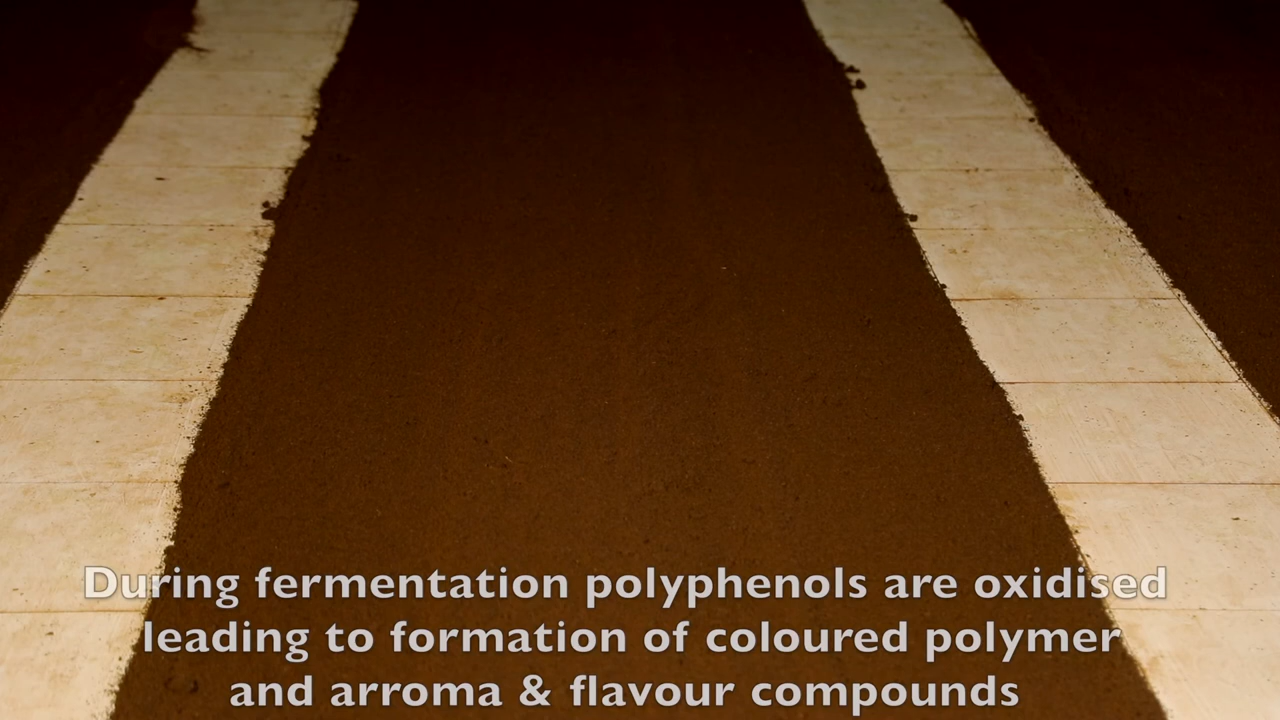 During fermentation polyphenols are oxidised
leading to formation of coloured polymer
and arroma & flavour compounds